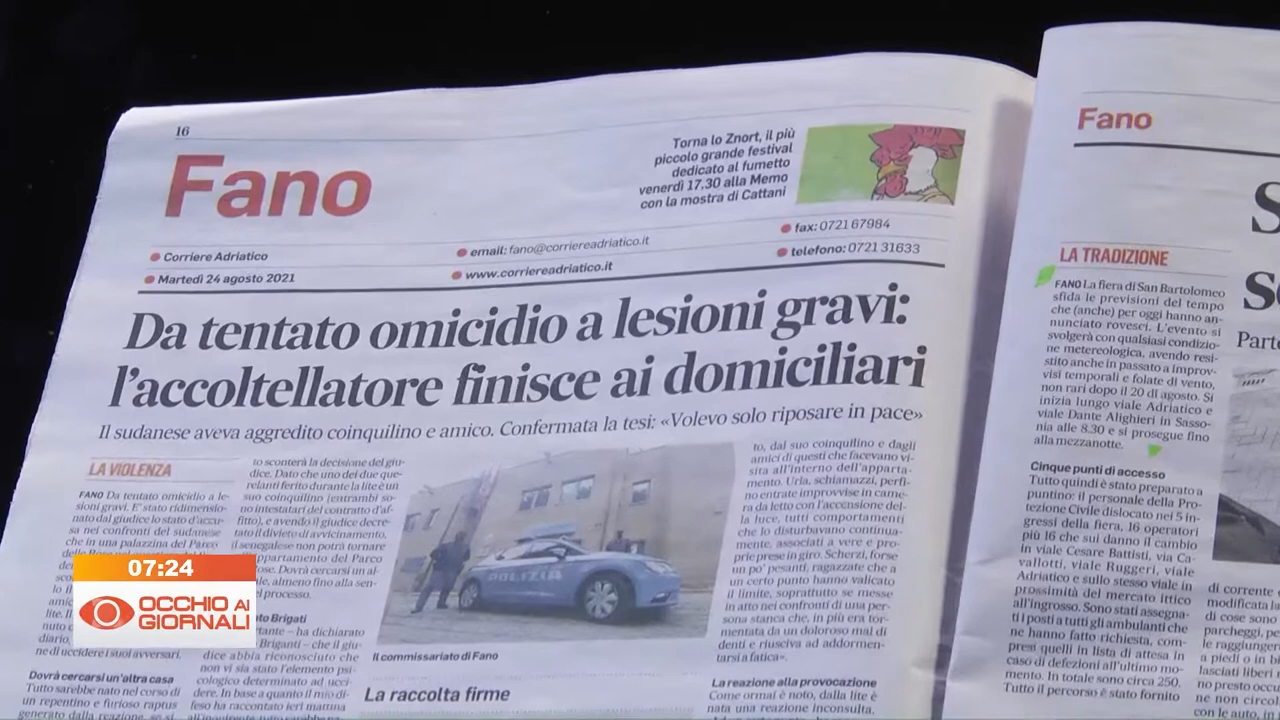 16
Fano
Torna lo Znort, il più
piccolo grande festival
dedicato al fumetto
venerdì 17,30 alla Memo
con la mostra di Cattani
Corriere Adriatico
email: fano@corriereadriatico.it
fax: 0721 67984
Martedì 24 agosto 2021
www.corriereadriatico.it
telefono: 0721 31633
Da tentato omicidio a lesioni gravi:
l'accoltellatore finisce ai domiciliari
Il sudanese aveva aggredito coinquilino e amico. Confermata la tesi: «Volevo solo riposare in pace»
LA VIOLENZA
FANO Da tentato omicidio a le-
sioni gravi. E' stato ridimensio-
nato dal giudice lo stato d'accu-
sa nei confronti del sudanese
che in una palazzina del Parco
lite. Il
diario,
ne di uccidere i suoi avversari.
Dovrà cercarsi un'altra casa
Tutto sarebbe nato nel corso di
un repentino e furioso raptus
generato dalla reazione, se si
to sconterà la decisione del giu-
dice. Dato che uno dei due que-
relanti ferito durante la lite è un
suo coinquilino (entrambi so-
no intestatari del contratto d'af-
fitto), e avendo il giudice decre-
tato il divieto di avvicinamento,
il senegalese non potrà tornare
appartamento del Parco
ose. Dovrà cercarsi un al-
le, almeno fino alla sen-
Brigati
rtante – ha dichiarato
Briganti – che il giu-
dice abbia riconosciuto che
non vi sia stato l'elemento psi-
cologico determinato ad ucci-
dere. In base a quanto il mio di-
feso ha raccontato ieri mattina
POLIZIA
Il commissariato di Fano
La raccolta firme
to, dal suo coinquilino e dagli
amici di questi che facevano vi-
sita all'interno dell'apparta-
mento. Urla, schiamazzi, perfi-
no entrate improvvise in came-
ra da letto con l'accensione del-
la luce, tutti comportamenti
che lo disturbavano continua-
mente, associati a vere e pro-
prie prese in giro. Scherzi, forse
un po' pesanti, ragazzate che a
un certo punto hanno valicato
il limite, soprattutto se messe
in atto nei confronti di una per-
sona stanca che, in più era tor-
mentata da un doloroso mal di
denti e riusciva ad addormen-
tarsi a fatica».
La reazione alla provocazione
Come ormai è noto, dalla lite è
nata una reazione inconsulta.
Fano
S
LA TRADIZIONE
FANO La fiera di San Bartolomeo
sfida le previsioni del tempo
che (anche) per oggi hanno an-
nunciato rovesci. L'evento si
svolgerà con qualsiasi condizio-
ne metereologica, avendo resi-
stito anche in passato a improv-
visi temporali e folate di vento,
non rari dopo il 20 di agosto. Si
inizia lungo viale Adriatico e
viale Dante Alighieri in Sasso-
nia alle 8.30 e si prosegue fino
alla mezzanotte.
Cinque punti di accesso
Tutto quindi è stato preparato a
puntino: il personale della Pro-
tezione Civile dislocato nei 5 in-
gressi della fiera, 16 operatori
più 16 che sui danno il cambio
in viale Cesare Battisti, via Ca-
vallotti, viale Ruggeri, viale
Adriatico e sullo stesso viale in
prossimità del mercato ittico
all'ingrosso. Sono stati assegna-
ti i posti a tutti gli ambulanti che
ne hanno fatto richiesta, com-
presi quelli in lista di attesa in
caso di defezioni all'ultimo mo-
mento. In totale sono circa 250.
Tutto il percorso è stato fornito
Parte
di corrente
modificata la
di cose sono
parcheggi, pe
le raggiunger
a piedi o in b
lasciati liberi
no presto occu
ne non circo
con le auto, in
07:24
OCCHIO AI
GIORNALI